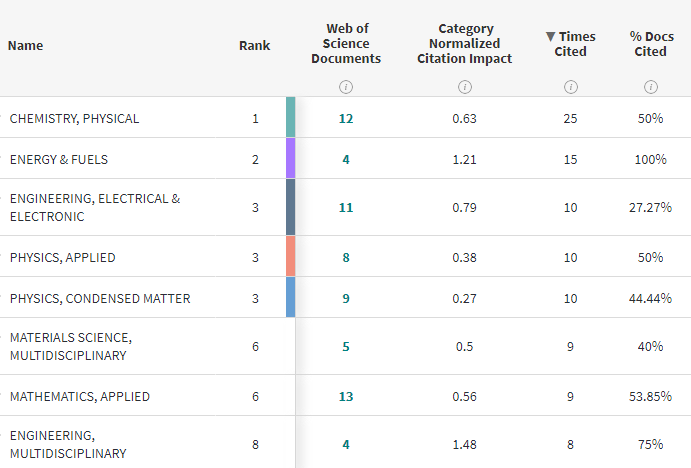 Name Rank Web of Science Documents Category Normalized Citation Impact ▼ Times Cited % Docs Cited
CHEMISTRY, PHYSICAL 1 12 0.63 25 50%
ENERGY & FUELS 2 4 1.21 15 100%
ENGINEERING, ELECTRICAL &
ELECTRONIC 3 11 0.79 10 27.27%
PHYSICS, APPLIED 3 8 0.38 10 50%
PHYSICS, CONDENSED MATTER 3 9 0.27 10 44.44%
MATERIALS SCIENCE,
MULTIDISCIPLINARY 6 5 0.5 9 40%
MATHEMATICS, APPLIED 6 13 0.56 9 53.85%
ENGINEERING,
MULTIDISCIPLINARY 8 4 1.48 8 75%